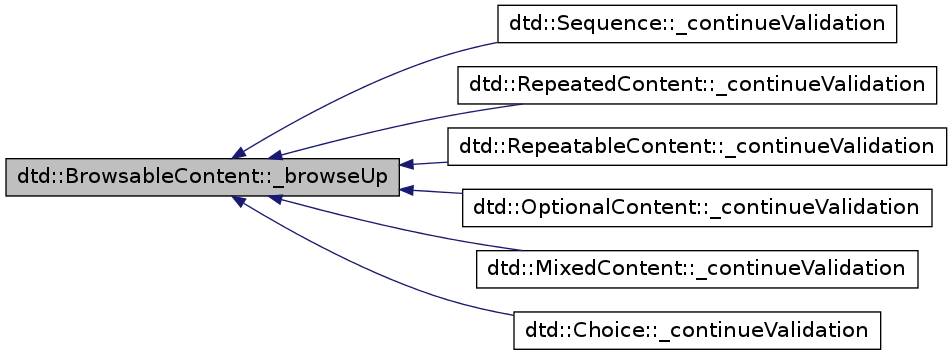 dtd::Sequence::_continueValidation
dtd::RepeatedContent::_continueValidation
dtd::RepeatableContent::_continueValidation
dtd::BrowsableContent::_browseUp
dtd::OptionalContent::_continueValidation
dtd::MixedContent::_continueValidation
dtd::Choice::_continueValidation